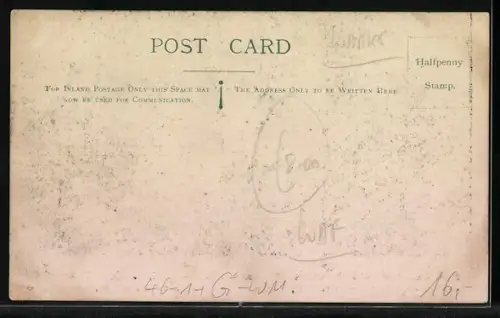 POST CARD
Halfpenny
Stamp.
FOR INLAND POSTAGE ONLY THIS SPACE MAY
NOW BE USED FOR COMMUNICATION.
THE ADDRESS ONLY TO BE WRITTEN HERE
16,-